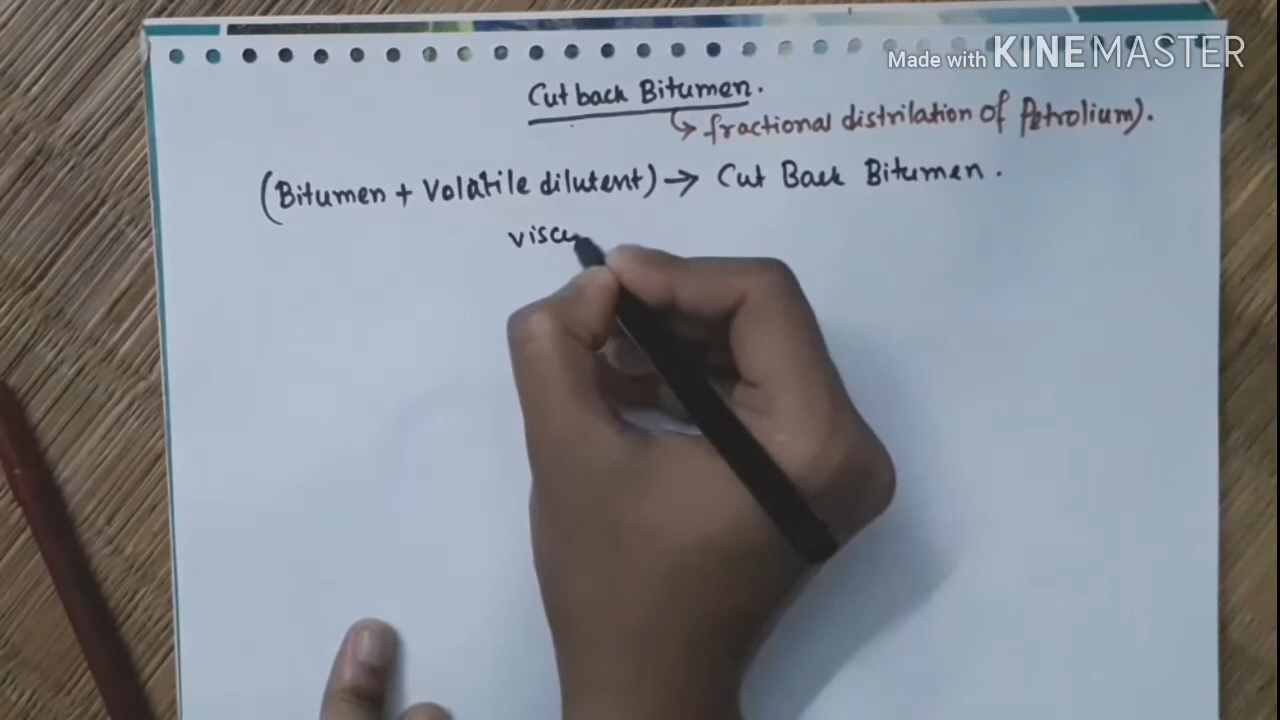 Made with KINEMASTER
Cut back Bitumen.
fractional distrilation of Petrolium).
(Bitumen + Volatile dilutent) → Cut Back Bitumen.
visc